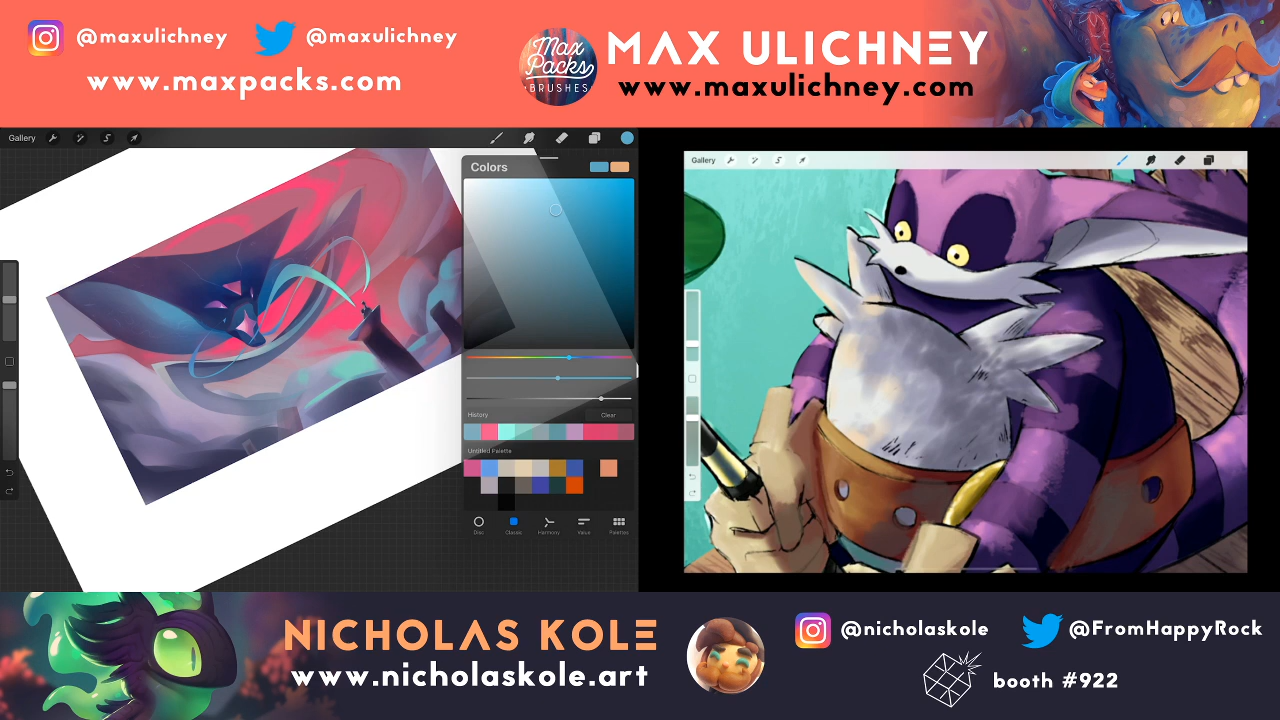 @maxulichney
@maxulichney
www.maxpacks.com
Max
Packs
BRUSHES
MAX ULICHNEY
www.maxulichney.com
Gallery
Colors
History
Clear
Untitled Palette
Disc
Classic
Harmony
Value
Palettes
Gallery
NICHOLAS KOLE
www.nicholaskole.art
@nicholaskole
@FromHappyRock
booth #922